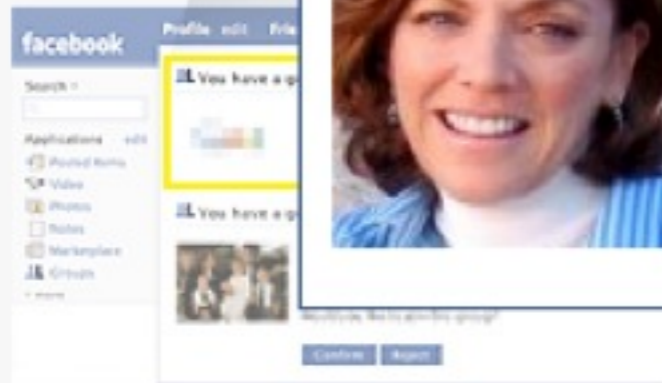 facebook
Profile edit
Search
You have a g
Applications edit
Posted Items
Video
Photos
Notes
Marketplace
Groups
You have a g
Confirm Reject